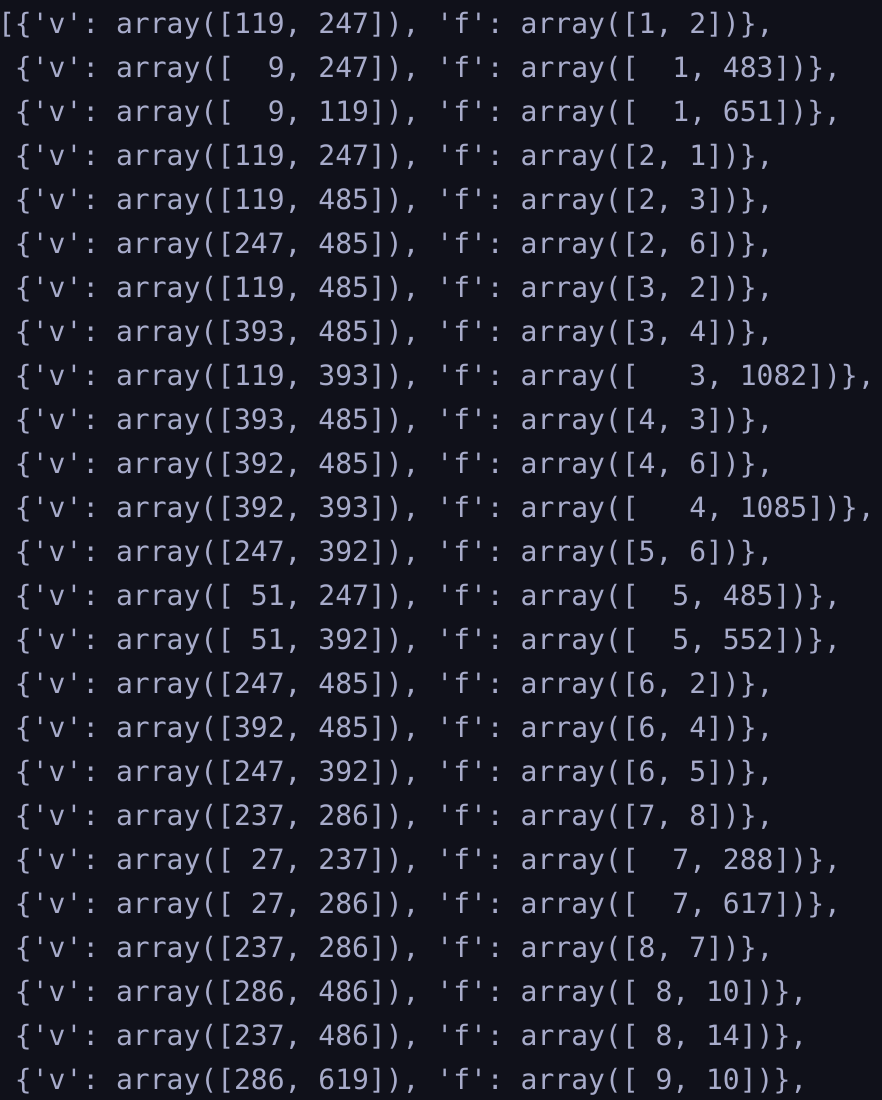 [{'v': array([119, 247]), 'f': array([1, 2])},
 {'v': array([  9, 247]), 'f': array([  1, 483])},
 {'v': array([  9, 119]), 'f': array([  1, 651])},
 {'v': array([119, 247]), 'f': array([2, 1])},
 {'v': array([119, 485]), 'f': array([2, 3])},
 {'v': array([247, 485]), 'f': array([2, 6])},
 {'v': array([119, 485]), 'f': array([3, 2])},
 {'v': array([393, 485]), 'f': array([3, 4])},
 {'v': array([119, 393]), 'f': array([   3, 1082])},
 {'v': array([393, 485]), 'f': array([4, 3])},
 {'v': array([392, 485]), 'f': array([4, 6])},
 {'v': array([392, 393]), 'f': array([   4, 1085])},
 {'v': array([247, 392]), 'f': array([5, 6])},
 {'v': array([ 51, 247]), 'f': array([  5, 485])},
 {'v': array([ 51, 392]), 'f': array([  5, 552])},
 {'v': array([247, 485]), 'f': array([6, 2])},
 {'v': array([392, 485]), 'f': array([6, 4])},
 {'v': array([247, 392]), 'f': array([6, 5])},
 {'v': array([237, 286]), 'f': array([7, 8])},
 {'v': array([ 27, 237]), 'f': array([  7, 288])},
 {'v': array([ 27, 286]), 'f': array([  7, 617])},
 {'v': array([237, 286]), 'f': array([8, 7])},
 {'v': array([286, 486]), 'f': array([ 8, 10])},
 {'v': array([237, 486]), 'f': array([ 8, 14])},
 {'v': array([286, 619]), 'f': array([ 9, 10])},